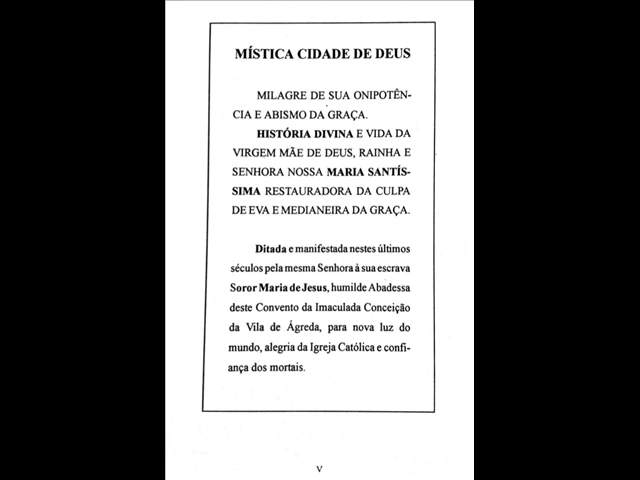 MÍSTICA CIDADE DE DEUS
MILAGRE DE SUA ONIPOTÊN-
CIA E ABISMO DA GRAÇA.
HISTÓRIA DIVINA E VIDA DA
VIRGEM MÃE DE DEUS, RAINHA E
SENHORA NOSSA MARIA SANTÍS-
SIMA RESTAURADORA DA CULPA
DE EVA E MEDIANEIRA DA GRAÇA.
Ditada e manifestada nestes últimos
séculos pela mesma Senhora à sua escrava
Soror Maria de Jesus, humilde Abadessa
deste Convento da Imaculada Conceição
da Vila de Ágreda, para nova luz do
mundo, alegria da Igreja Católica e confi-
ança dos mortais.
V